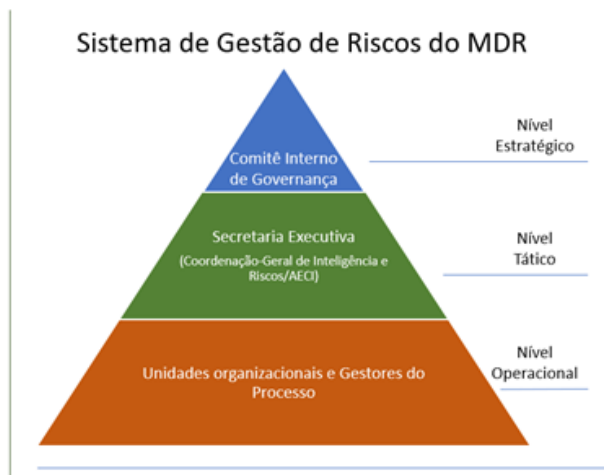 Sistema de Gestão de Riscos do MDR
Comitê Interno
de Governança
Nível
Estratégico
Secretaria Executiva
(Coordenação-Geral de Inteligência e
Riscos/AECI)
Nível
Tático
Unidades organizacionais e Gestores do
Processo
Nível
Operacional